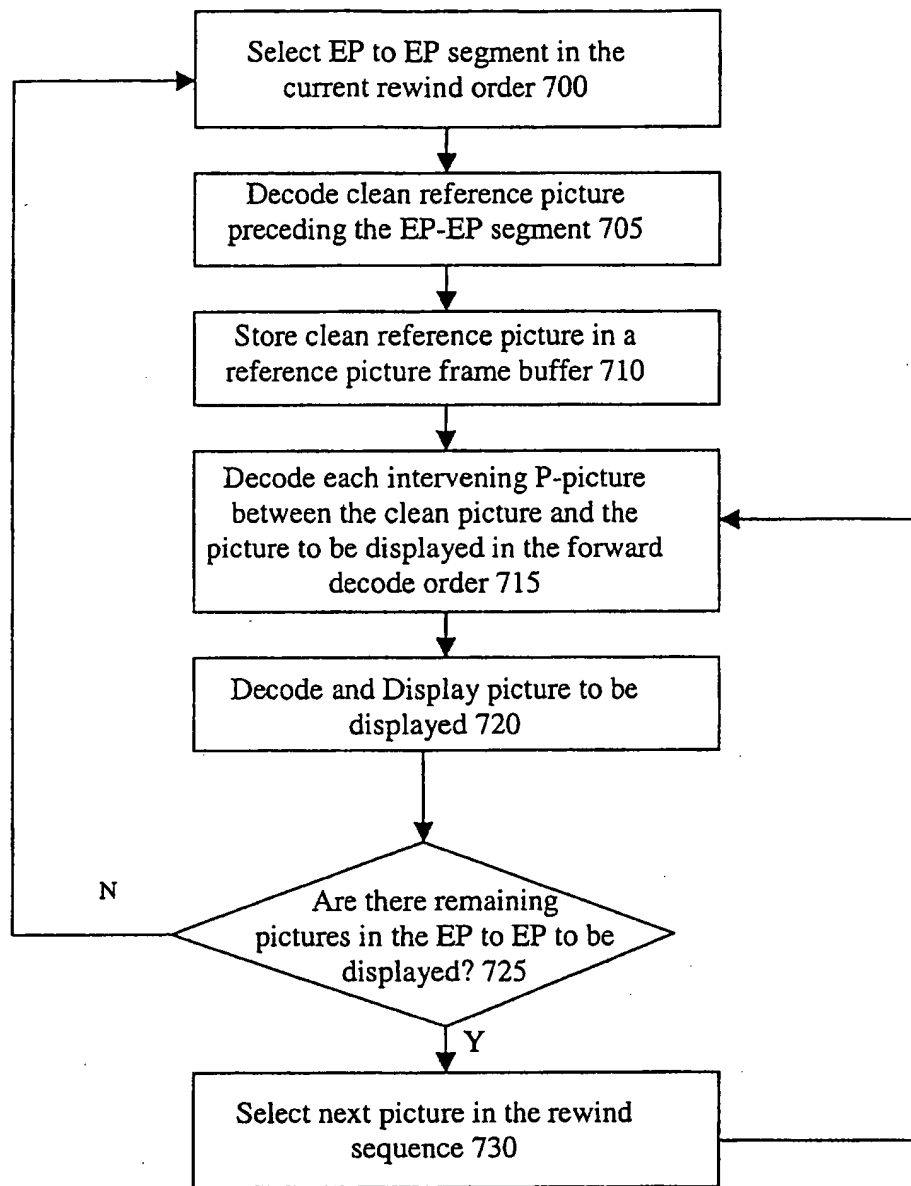 Select EP to EP segment in the
current rewind order 700
Decode clean reference picture
preceding the EP-EP segment 705
Store clean reference picture in a
reference picture frame buffer 710
Decode each intervening P-picture
between the clean picture and the
picture to be displayed in the forward
decode order 715
Decode and Display picture to be
displayed 720
N
Are there remaining
pictures in the EP to EP to be
displayed? 725
Y
Select next picture in the rewind
sequence 730